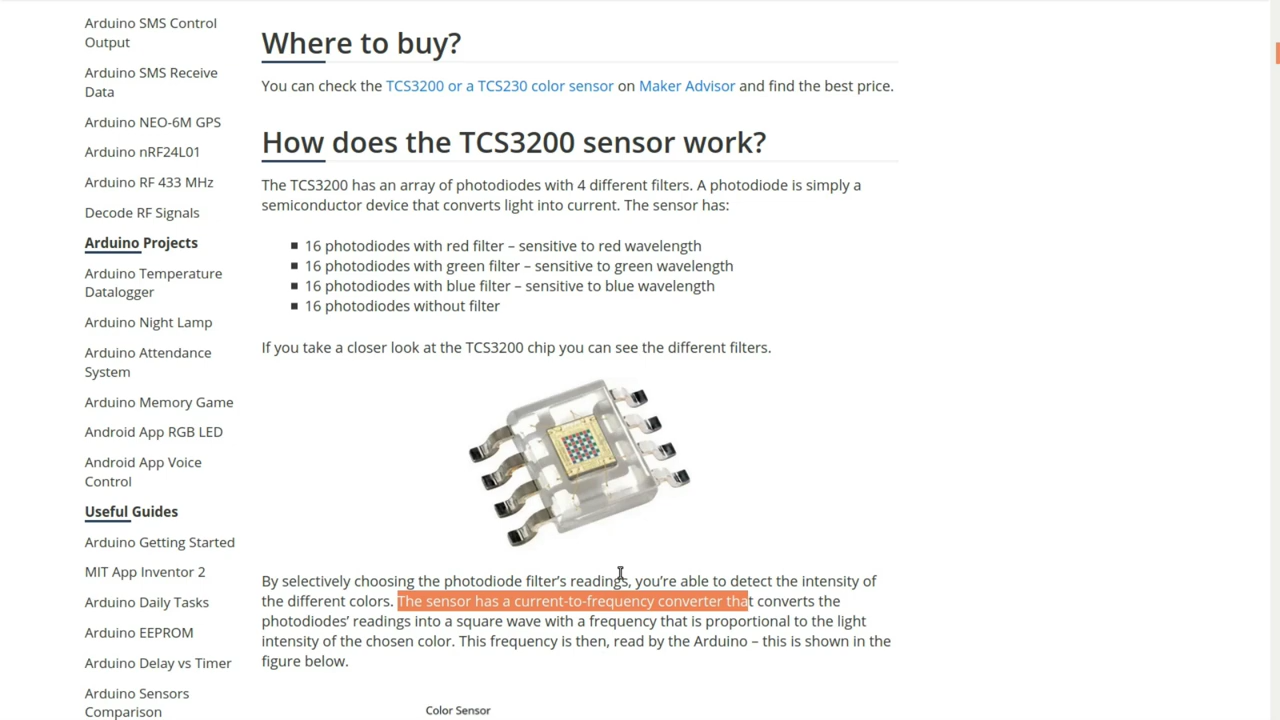 Arduino SMS Control
Output
Arduino SMS Receive
Data
Arduino NEO-6M GPS
Arduino nRF24L01
Arduino RF 433 MHz
Decode RF Signals
Arduino Projects
Arduino Temperature
Datalogger
Arduino Night Lamp
Arduino Attendance
System
Arduino Memory Game
Android App RGB LED
Android App Voice
Control
Useful Guides
Arduino Getting Started
MIT App Inventor 2
Arduino Daily Tasks
Arduino EEPROM
Arduino Delay vs Timer
Arduino Sensors
Comparison
Where to buy?
You can check the TCS3200 or a TCS230 color sensor on Maker Advisor and find the best price.
How does the TCS3200 sensor work?
The TCS3200 has an array of photodiodes with 4 different filters. A photodiode is simply a
semiconductor device that converts light into current. The sensor has:
■ 16 photodiodes with red filter – sensitive to red wavelength
■ 16 photodiodes with green filter – sensitive to green wavelength
■ 16 photodiodes with blue filter – sensitive to blue wavelength
■ 16 photodiodes without filter
If you take a closer look at the TCS3200 chip you can see the different filters.
By selectively choosing the photodiode filter's readings, you're able to detect the intensity of
the different colors. The sensor has a current-to-frequency converter that converts the
photodiodes' readings into a square wave with a frequency that is proportional to the light
intensity of the chosen color. This frequency is then, read by the Arduino – this is shown in the
figure below.
Color Sensor